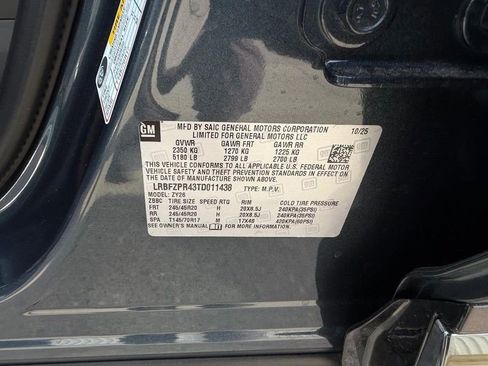 GM
MFD BY SAIC GENERAL MOTORS CORPORATION 10/25
LIMITED FOR GENERAL MOTORS LLC
GVWR GAWR FRT GAWR RR
2350 KG 1270 KG 1225 KG
5180 LB 2799 LB 2700 LB
THIS VEHICLE CONFORMS TO ALL APPLICABLE U.S. FEDERAL
MOTOR VEHICLE SAFETY AND THEFT PREVENTION STANDARDS
IN EFFECT ON THE DATE OF MANUFACTURE SHOWN ABOVE.
LRBFZPR43TD011438 TYPE: M.P.V.
MODEL: ZY26
ZBBC TIRE SIZE SPEED RTG RIM COLD TIRE PRESSURE
FRT 245/45R20 H 20X8.5J 240KPA(35PSI)
RR 245/45R20 H 20X8.5J 240KPA(35PSI)
SPA T145/70R17 M 17X4B 420KPA(60PSI)
SEE OWNER'S MANUAL FOR MORE INFORMATION.